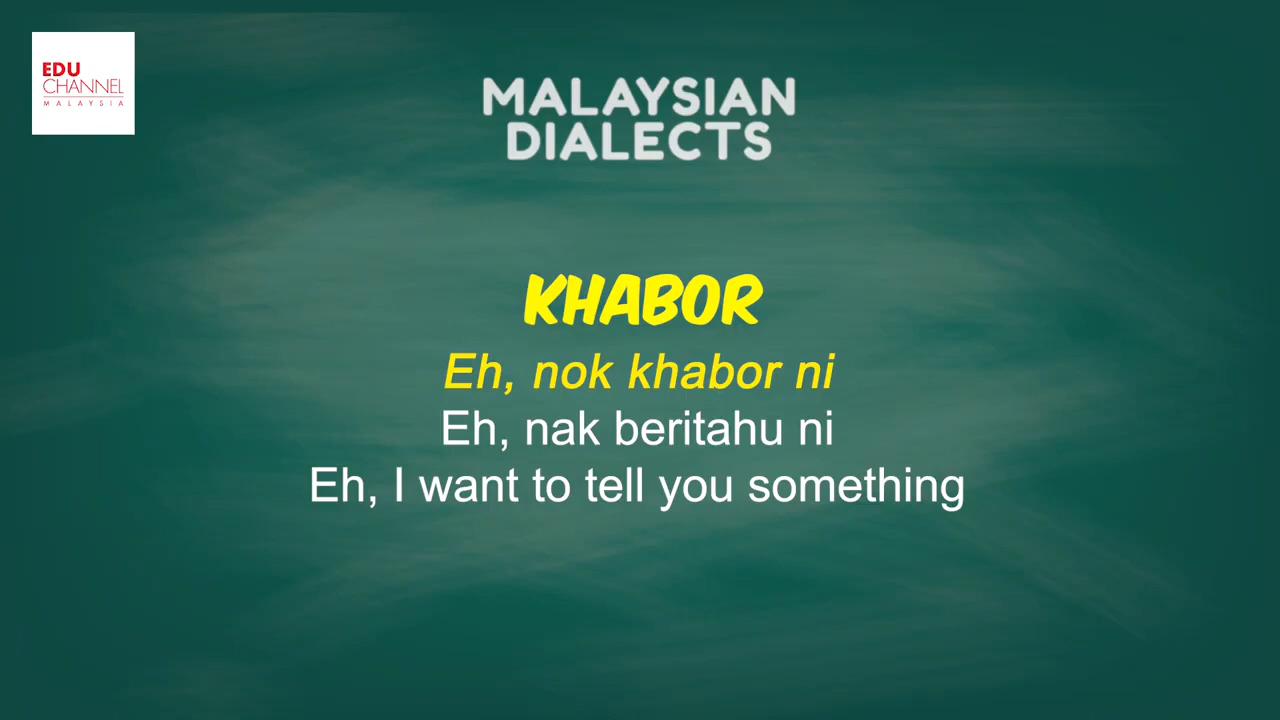 EDU
CHANNEL
MALAYSIA
MALAYSIAN
DIALECTS
KHABOR
Eh, nok khabor ni
Eh, nak beritahu ni
Eh, I want to tell you something